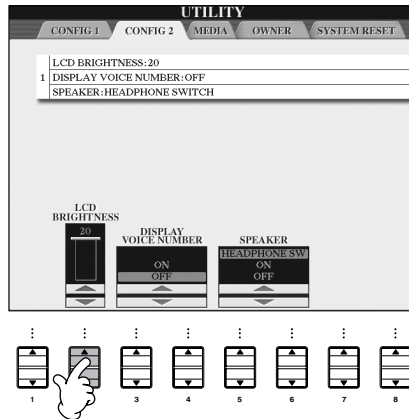 UTILITY
CONFIG 1 CONFIG 2 MEDIA OWNER SYSTEM RESET
LCD BRIGHTNESS:20
1 DISPLAY VOICE NUMBER:OFF
SPEAKER:HEADPHONE SWITCH
LCD
BRIGHTNESS
DISPLAY
VOICE NUMBER
SPEAKER
20
HEADPHONE SW
ON
OFF
ON
OFF
1 3 4 5 6 7 8